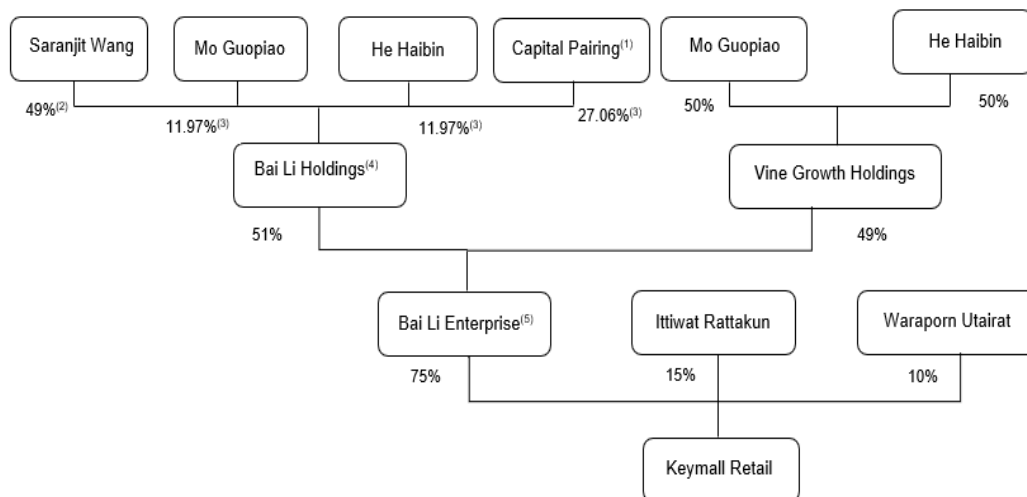 Saranjit Wang
Mo Guopiao
He Haibin
Capital Pairing(1)
Mo Guopiao
He Haibin
49%(2)
11.97%(3)
11.97%(3)
27.06%(3)
50%
50%
Bai Li Holdings(4)
Vine Growth Holdings
51%
49%
Bai Li Enterprise(5)
Ittiwat Rattakun
Waraporn Utairat
75%
15%
10%
Keymall Retail